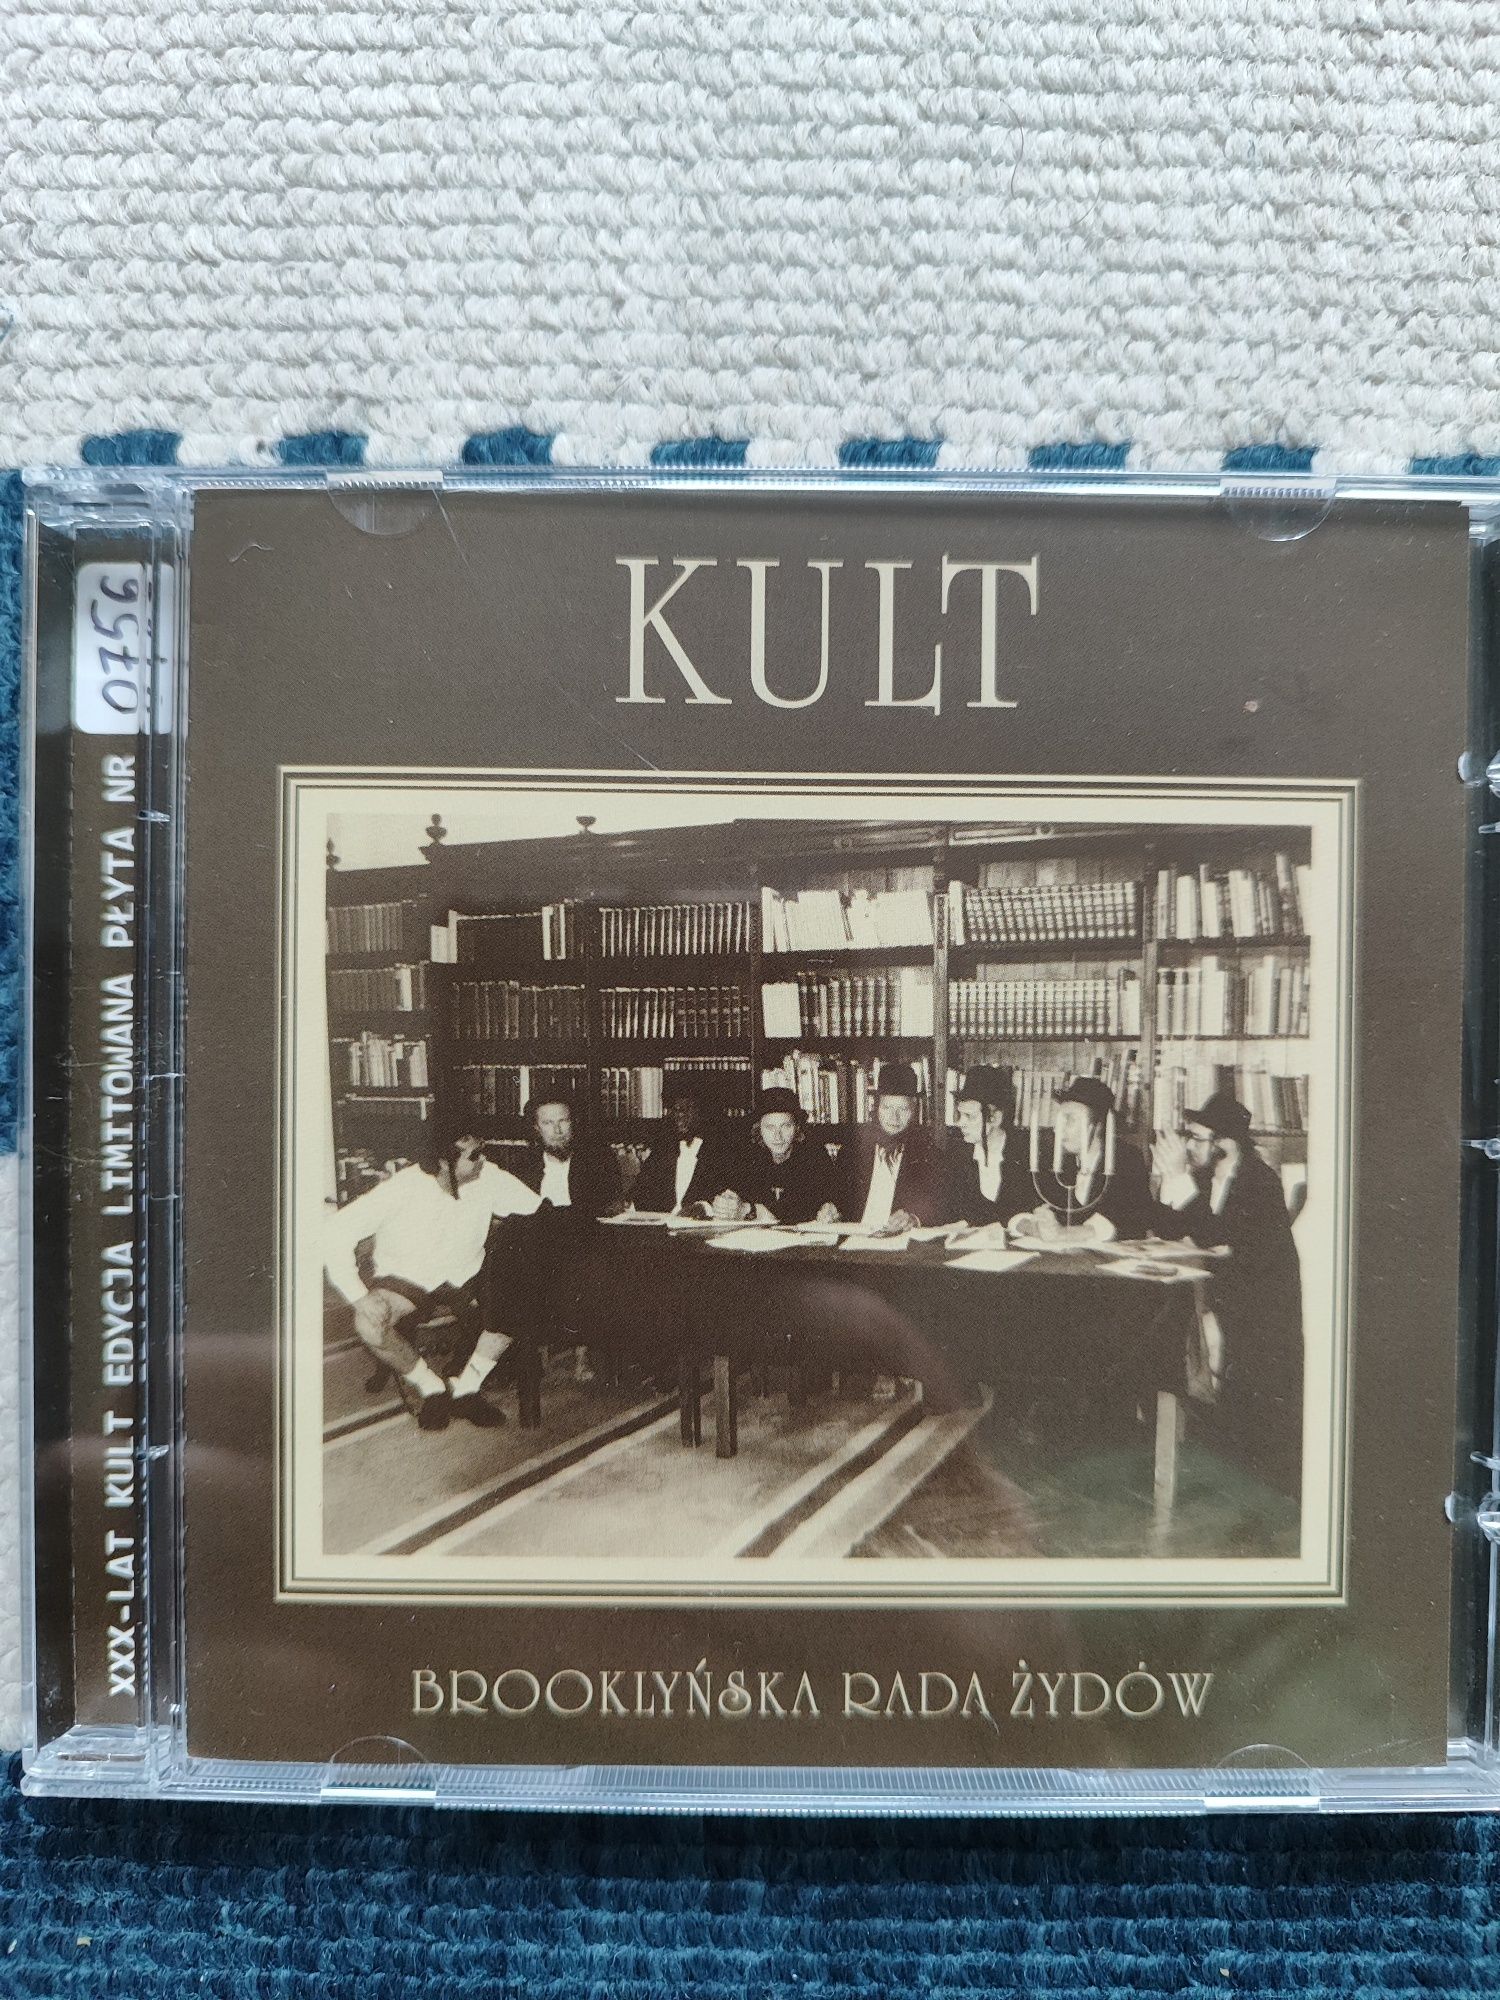 KULT
BROOKLYŃSKA RADA ŻYDÓW
XXX-LAT KULT EDYCJA LIMITOWANA PŁYTA NR 0756